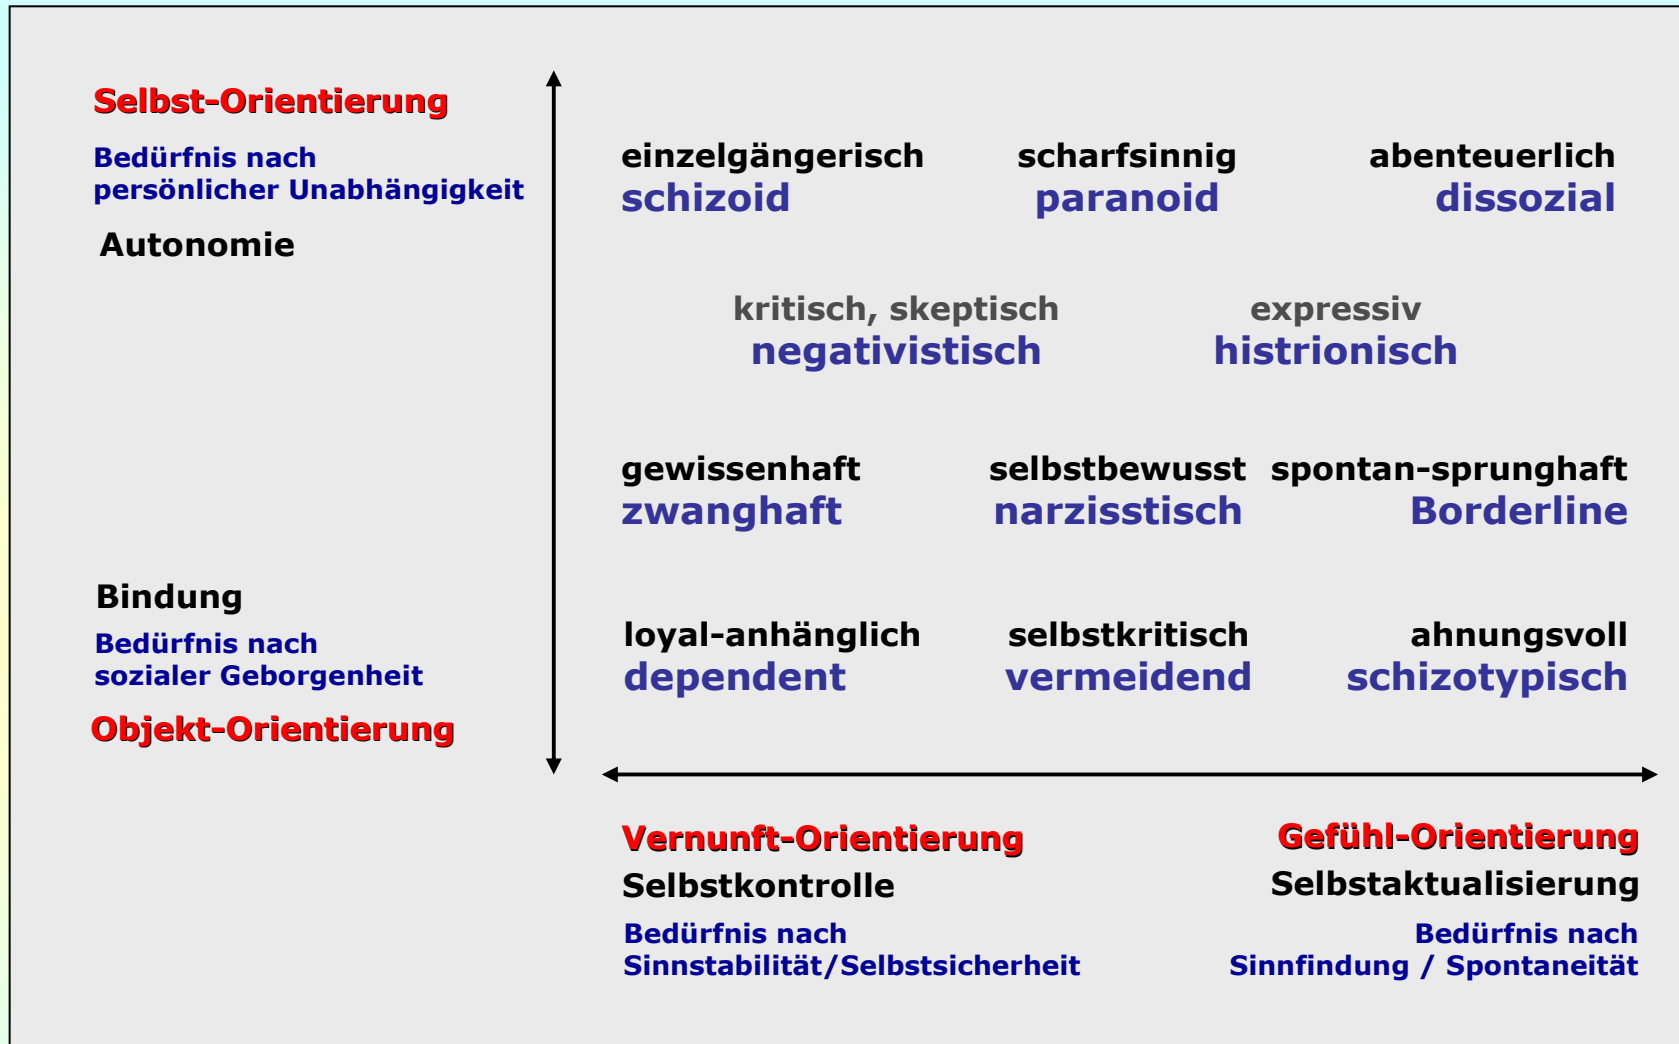 Selbst-Orientierung
Bedürfnis nach
persönlicher Unabhängigkeit
Autonomie
einzelgängerisch scharfsinnig abenteuerlich
schizoid paranoid dissozial
kritisch, skeptisch expressiv
negativistisch histrionisch
gewissenhaft selbstbewusst spontan-sprunghaft
zwanghaft narzisstisch Borderline
Bindung
Bedürfnis nach
sozialer Geborgenheit
Objekt-Orientierung
loyal-anhänglich selbstkritisch ahnungsvoll
dependent vermeidend schizotypisch
Vernunft-Orientierung
Selbstkontrolle
Bedürfnis nach
Sinnstabilität/Selbstsicherheit
Gefühl-Orientierung
Selbstaktualisierung
Bedürfnis nach
Sinnfindung / Spontaneität